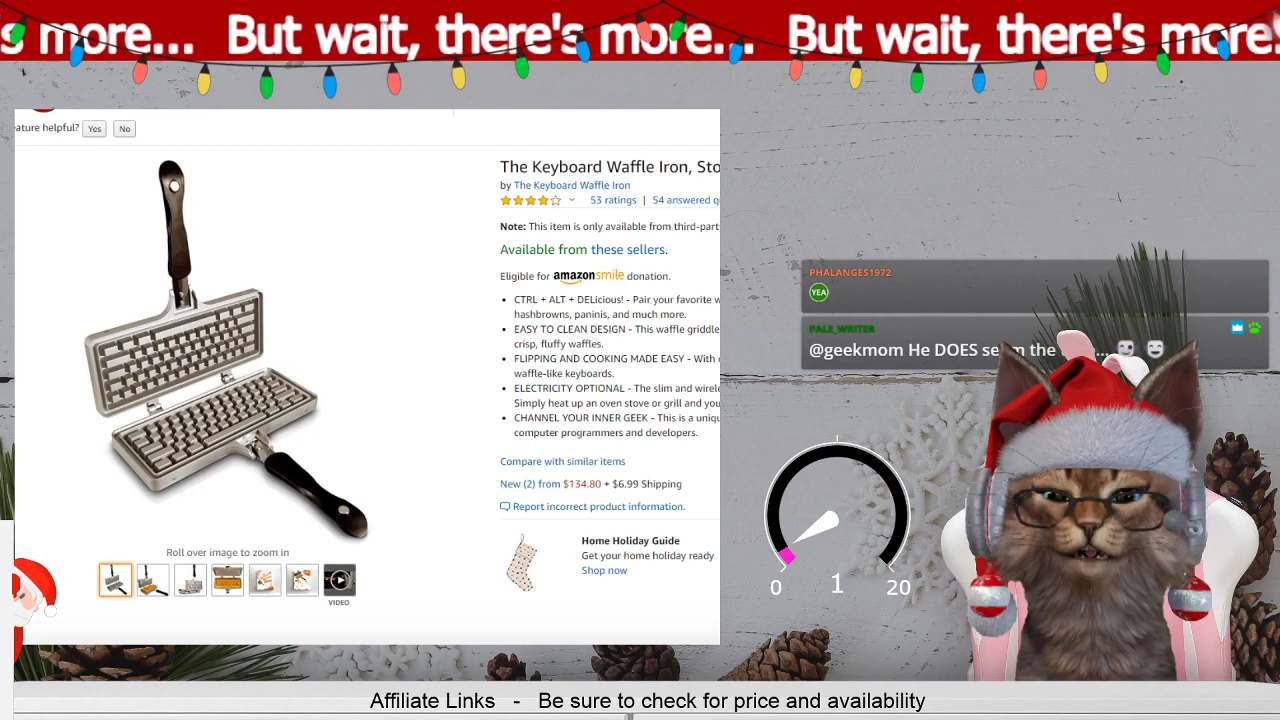 s more... But wait, there's more... But wait, there's more!
eature helpful? Yes No
The Keyboard Waffle Iron, Sto
by The Keyboard Waffle Iron
53 ratings | 54 answered q
Note: This item is only available from third-part
Available from these sellers.
Eligible for amazonsmile donation.
CTRL + ALT + DELicious! - Pair your favorite w
hashbrowns, paninis, and much more.
EASY TO CLEAN DESIGN - This waffle griddle
crisp, fluffy waffles.
FLIPPING AND COOKING MADE EASY - With
waffle-like keyboards.
ELECTRICITY OPTIONAL - The slim and wirele
Simply heat up an oven stove or grill and you
CHANNEL YOUR INNER GEEK - This is a uniqu
computer programmers and developers.
Compare with similar items
New (2) from $134.80 + $6.99 Shipping
Report incorrect product information.
Roll over image to zoom in
VIDEO
Home Holiday Guide
Get your home holiday ready
Shop now
PHALANGES1972
YEA
PALE_WRITER
@geekmom He DOES the
0 1 20
Affiliate Links - Be sure to check for price and availability